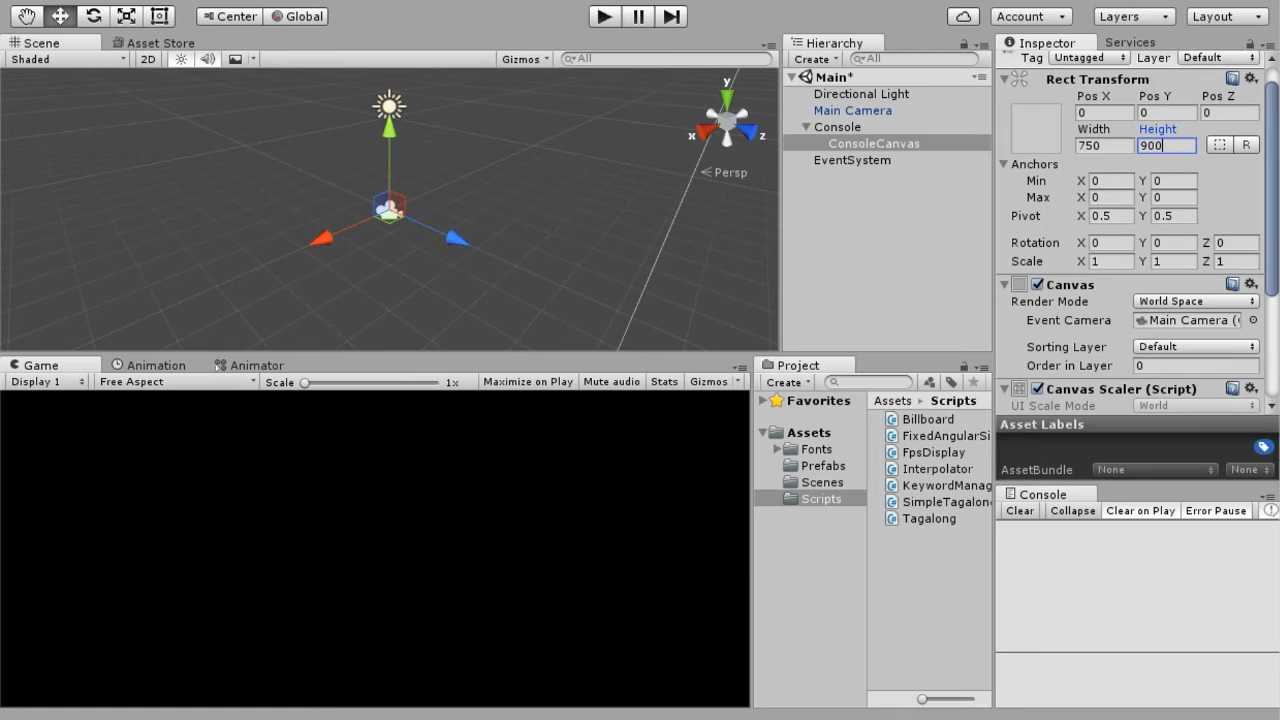 Center Global Account Layers Layout
Scene Asset Store
Shaded 2D Gizmos All
y
x z
Persp
Hierarchy
Create All
Main*
Directional Light
Main Camera
Console
ConsoleCanvas
EventSystem
Inspector Services
Tag Untagged Layer Default
Rect Transform
Pos X Pos Y Pos Z
0 0 0
Width Height
750 900 R
Anchors
Min X 0 Y 0
Max X 0 Y 0
Pivot X 0.5 Y 0.5
Rotation X 0 Y 0 Z 0
Scale X 1 Y 1 Z 1
Canvas
Render Mode World Space
Event Camera Main Camera (
Sorting Layer Default
Order in Layer 0
Canvas Scaler (Script)
UI Scale Mode World
Asset Labels
AssetBundle None None
Game Animation Animator
Display 1 Free Aspect Scale 1x Maximize on Play Mute audio Stats Gizmos
Project
Create
Favorites
Assets
Fonts
Prefabs
Scenes
Scripts
Assets Scripts
Billboard
FixedAngularSi
FpsDisplay
Interpolator
KeywordManag
SimpleTagalon
Tagalong
Console
Clear Collapse Clear on Play Error Pause